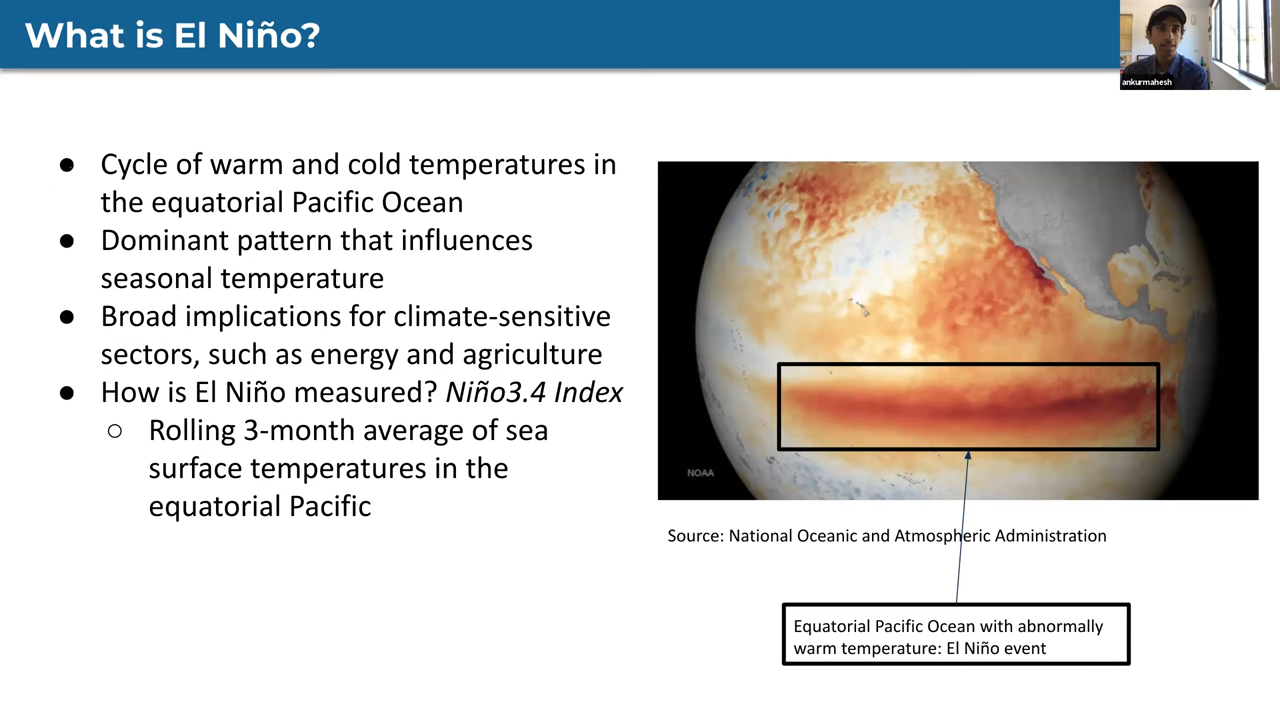 What is El Niño?
ankurmahesh
● Cycle of warm and cold temperatures in
the equatorial Pacific Ocean
● Dominant pattern that influences
seasonal temperature
● Broad implications for climate-sensitive
sectors, such as energy and agriculture
● How is El Niño measured? Niño3.4 Index
○ Rolling 3-month average of sea
surface temperatures in the
equatorial Pacific
NOAA
Source: National Oceanic and Atmospheric Administration
Equatorial Pacific Ocean with abnormally
warm temperature: El Niño event